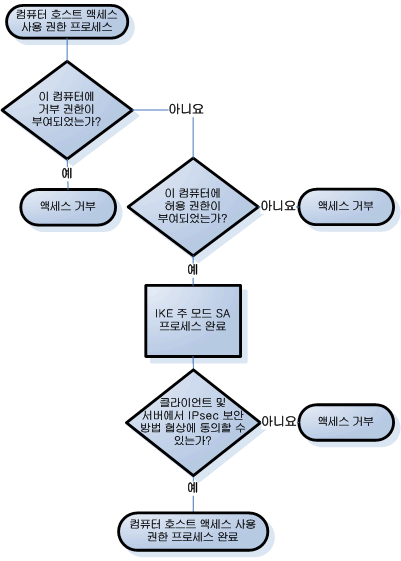 컴퓨터 호스트 액세스
사용 권한 프로세스
이 컴퓨터에
거부 권한이
부여되었는가?
아니요
예
액세스 거부
이 컴퓨터에
허용 권한이
부여되었는가?
아니요
액세스 거부
예
IKE 주 모드 SA
프로세스 완료
클라이언트 및
서버에서 IPsec 보안
방법 협상에 동의할 수
있는가?
아니요
액세스 거부
예
컴퓨터 호스트 액세스 사용
권한 프로세스 완료